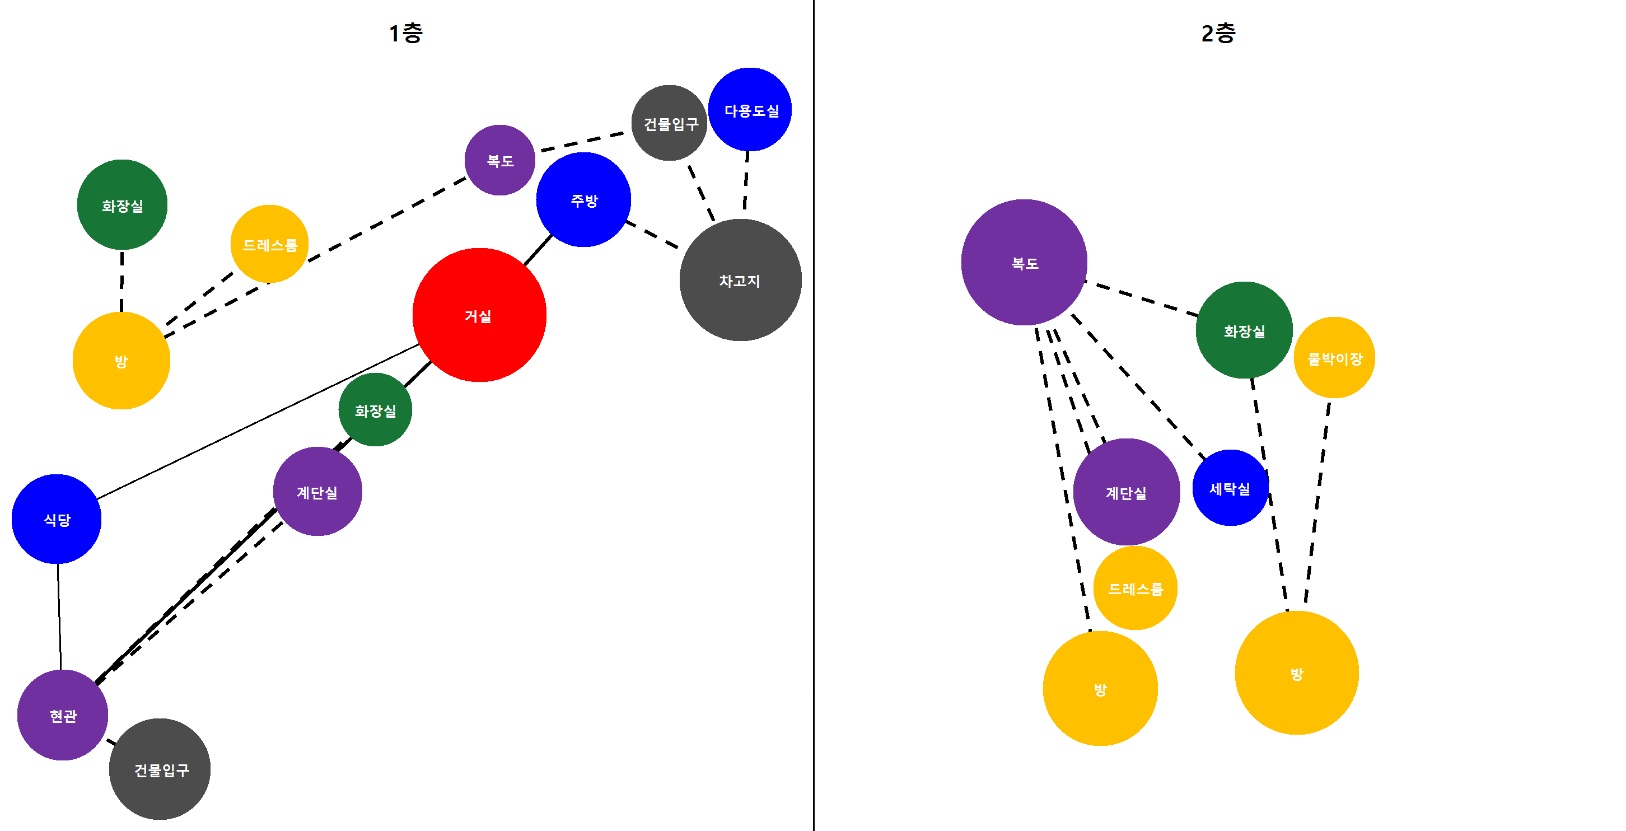 1층
2층
다용도실
건물입구
복도
주방
화장실
드레스룸
차고지
거실
방
화장실
계단실
식당
현관
건물입구
복도
화장실
붙박이장
세탁실
계단실
드레스룸
방
방